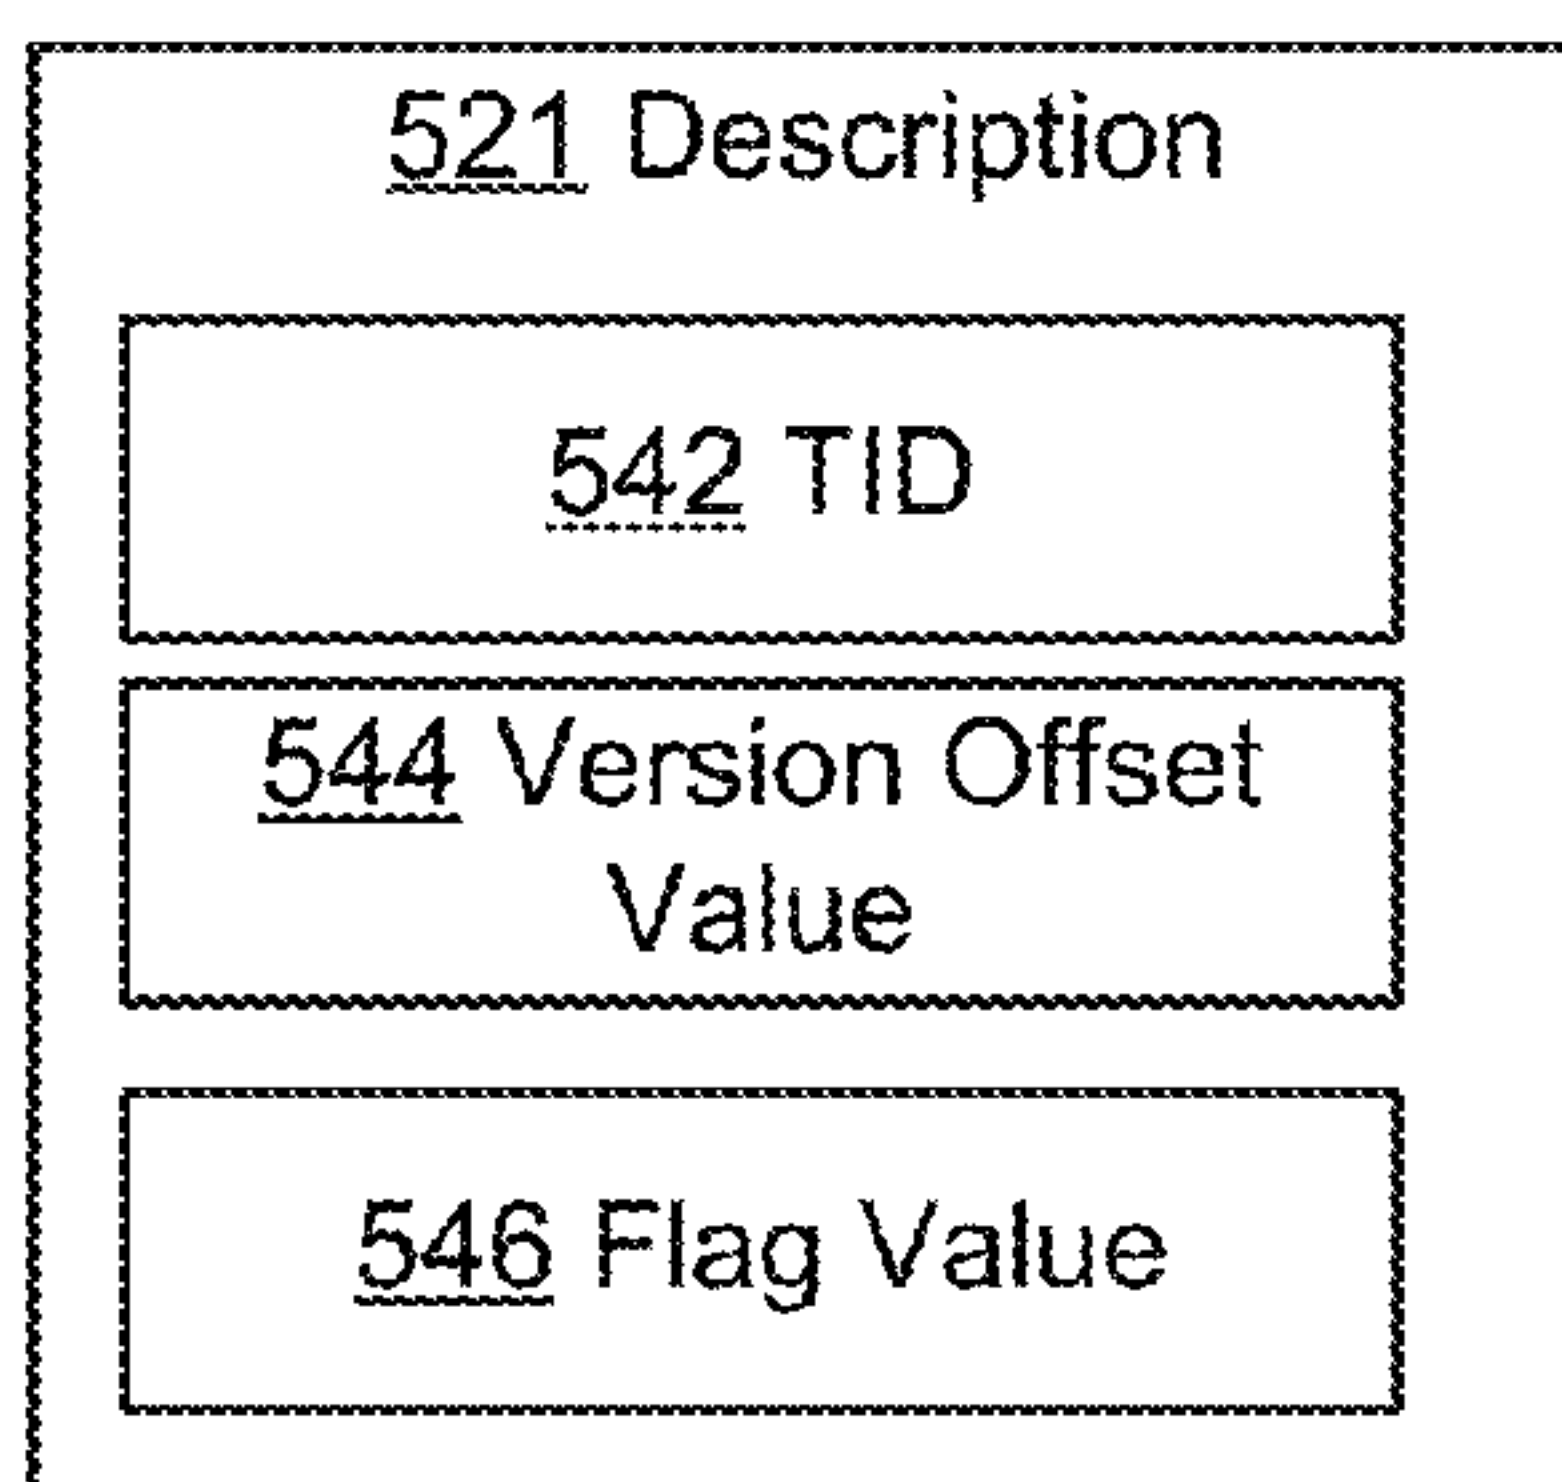 521 Description
542 TID
544 Version Offset
Value
546 Flag Value